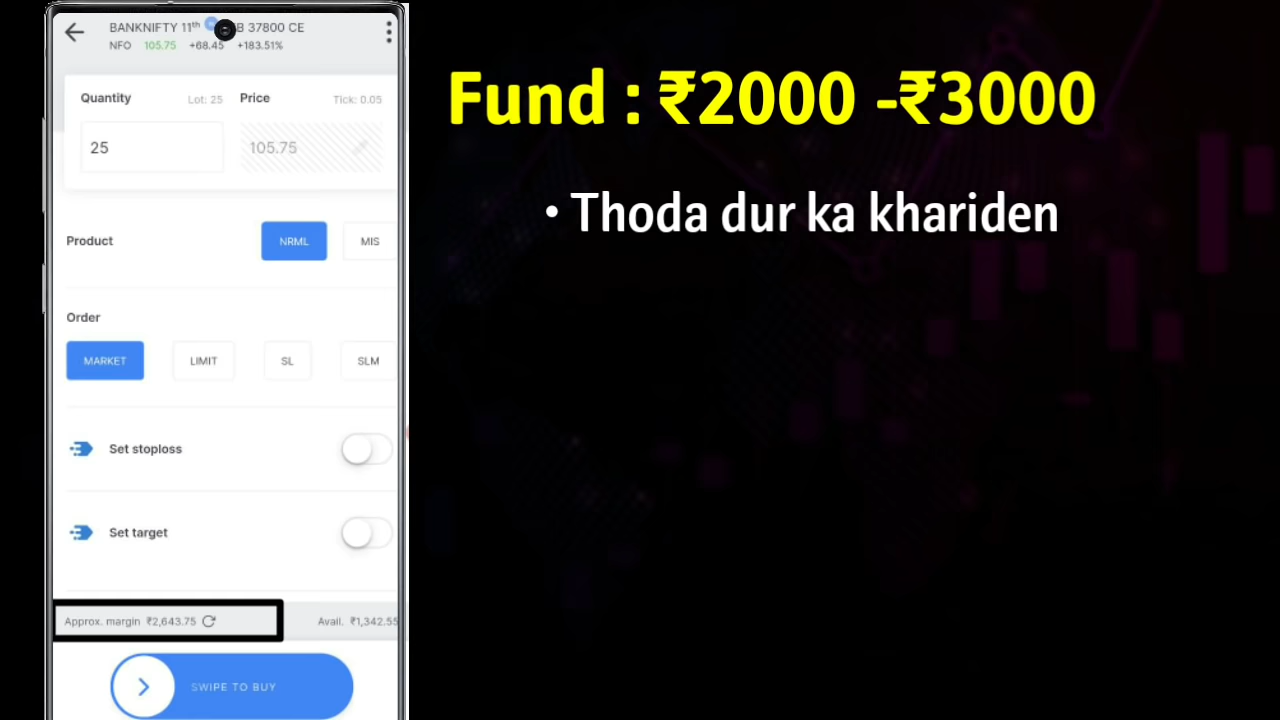 BANKNIFTY 11th B 37800 CE
NFO 105.75 +68.45 +183.51%
Quantity Lot: 25 Price Tick: 0.05
25 105.75
Product NRML MIS
Order
MARKET LIMIT SL SLM
Set stoploss
Set target
Approx. margin ₹2,643.75 Avail. ₹1,342.55
SWIPE TO BUY
Fund : ₹2000 -₹3000
• Thoda dur ka khariden